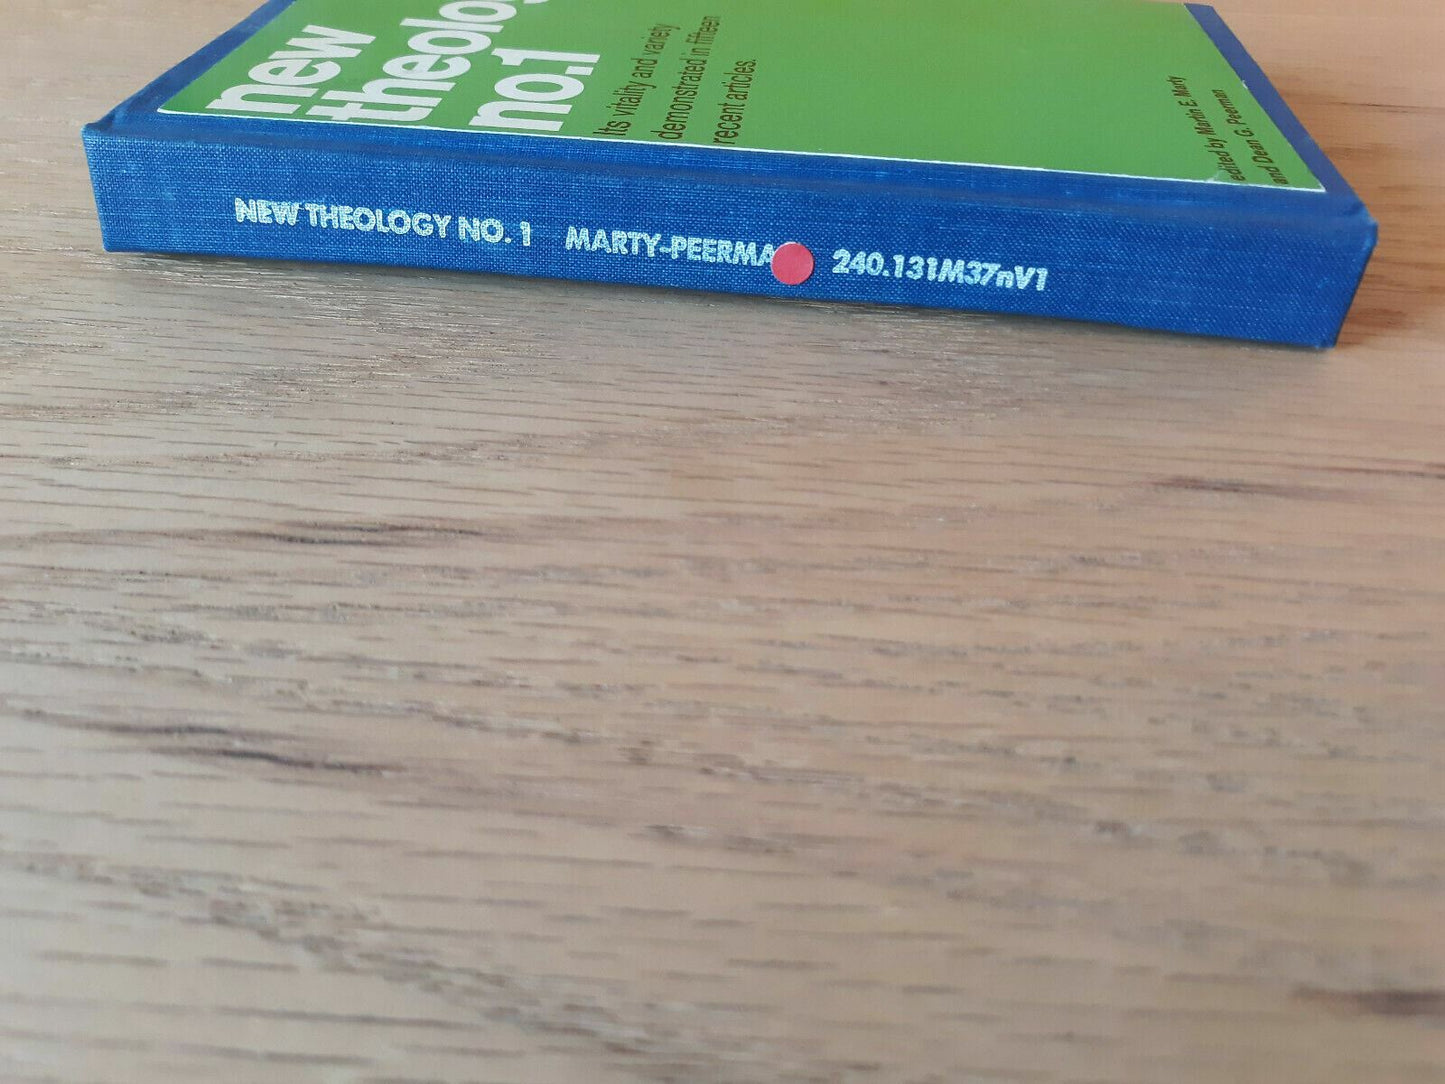 new
theolog
no.1
Its vitality and variety
demonstrated in fifteen
recent articles.
edited by Martin E. Marty
and Dean G. Peerman
NEW THEOLOGY NO. 1 MARTY-PEERMA 240.131M37nV1